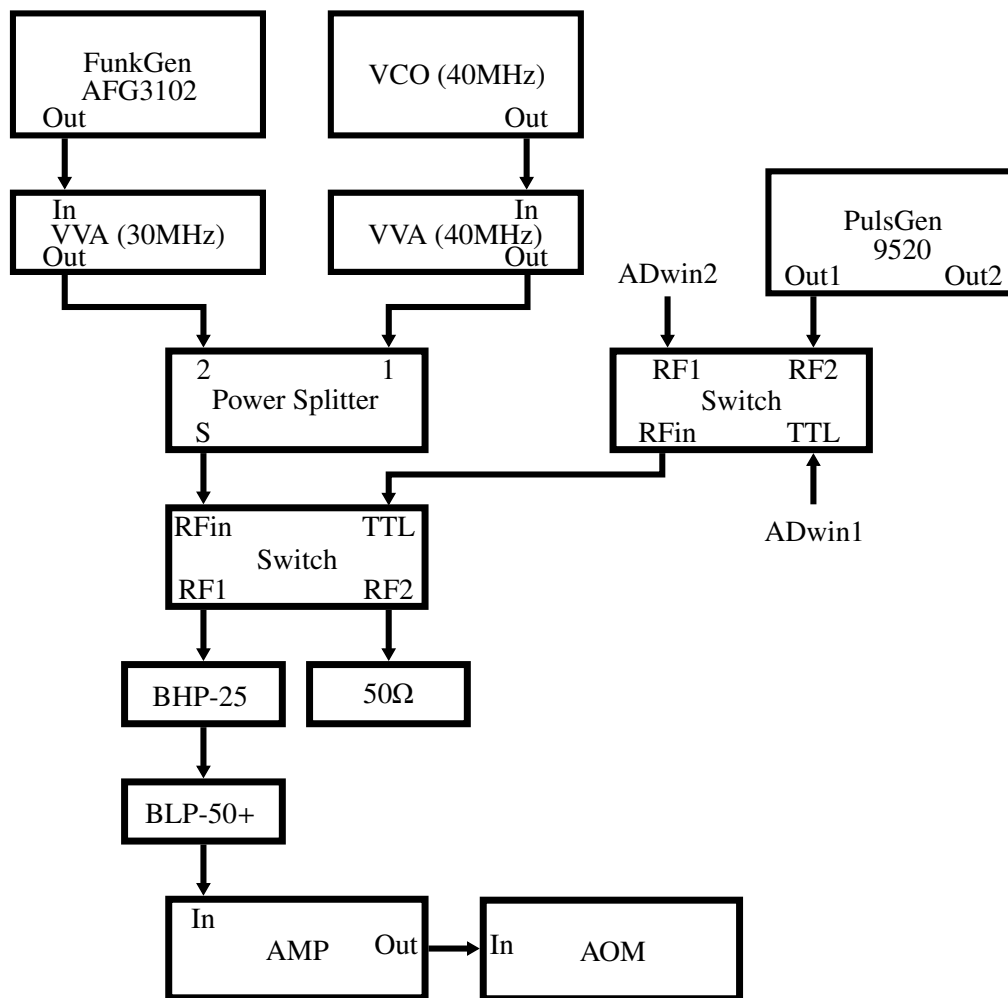 FunkGen
AFG3102
Out
VCO (40MHz)
Out
In
VVA (30MHz)
Out
In
VVA (40MHz)
Out
PulsGen
9520
Out1 Out2
ADwin2
2 1
Power Splitter
S
RF1 RF2
Switch
RFin TTL
ADwin1
RFin TTL
Switch
RF1 RF2
BHP-25
50Ω
BLP-50+
In
AMP
Out
In
AOM